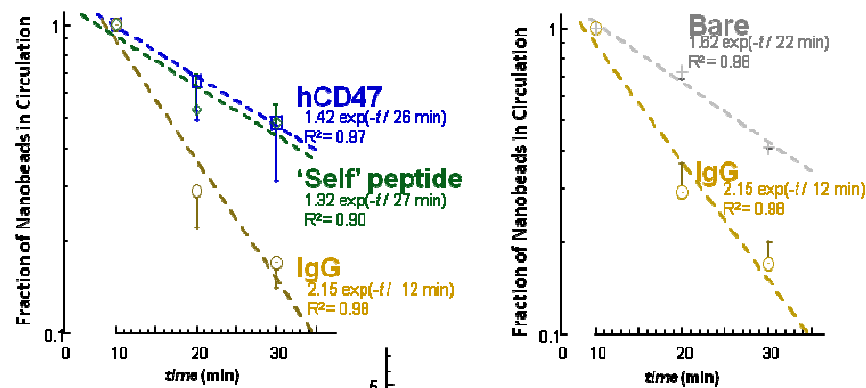 Fraction of Nanobeads in Circulation
1
0.1
0
10
20
30
time (min)
hCD47
1.42 exp(-t / 26 min)
R²= 0.97
'Self' peptide
1.32 exp(-t / 27 min)
R²= 0.90
IgG
2.15 exp(-t / 12 min)
R²= 0.98
5
Fraction of Nanobeads in Circulation
1
0.1
0
10
20
30
time (min)
Bare
1.62 exp(-t / 22 min)
R²= 0.98
IgG
2.15 exp(-t / 12 min)
R²= 0.98